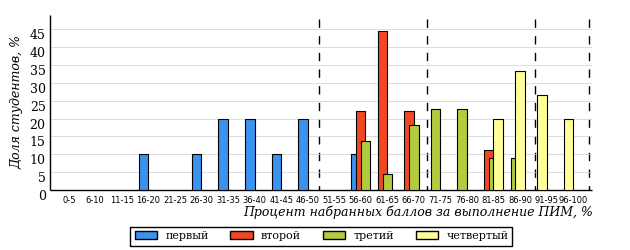 Доля студентов, %
45
40
35
30
25
20
15
10
5
0
0-5 6-10 11-15 16-20 21-25 26-30 31-35 36-40 41-45 46-50 51-55 56-60 61-65 66-70 71-75 76-80 81-85 86-90 91-95 96-100
Процент набранных баллов за выполнение ПИМ, %
первый второй третий четвертый